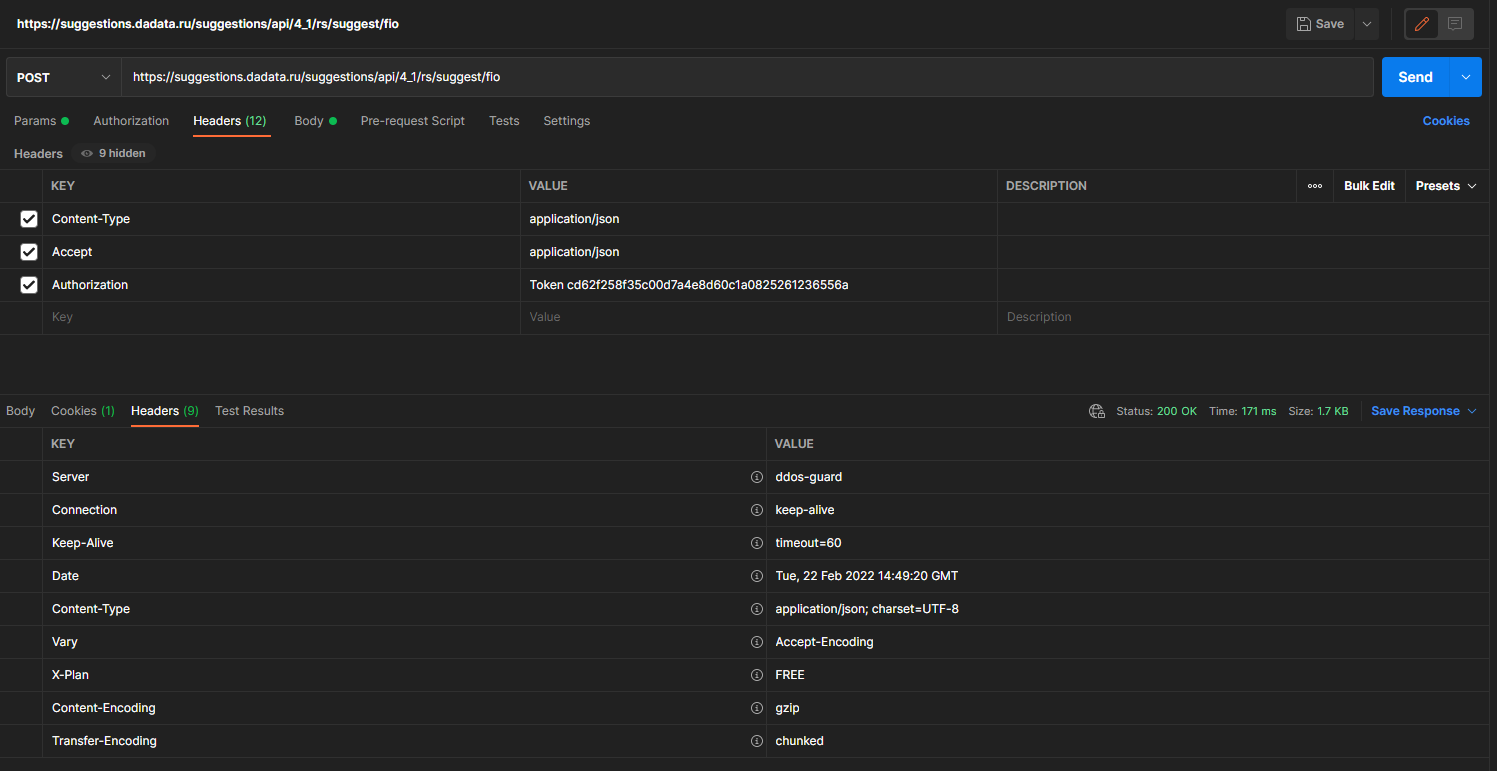 https://suggestions.dadata.ru/suggestions/api/4_1/rs/suggest/fio Save
POST https://suggestions.dadata.ru/suggestions/api/4_1/rs/suggest/fio Send
Params Authorization Headers (12) Body Pre-request Script Tests Settings Cookies
Headers 9 hidden
KEY VALUE DESCRIPTION Bulk Edit Presets
Content-Type application/json
Accept application/json
Authorization Token cd62f258f35c00d7a4e8d60c1a0825261236556a
Key Value Description
Body Cookies (1) Headers (9) Test Results Status: 200 OK Time: 171 ms Size: 1.7 KB Save Response
KEY VALUE
Server ddos-guard
Connection keep-alive
Keep-Alive timeout=60
Date Tue, 22 Feb 2022 14:49:20 GMT
Content-Type application/json; charset=UTF-8
Vary Accept-Encoding
X-Plan FREE
Content-Encoding gzip
Transfer-Encoding chunked